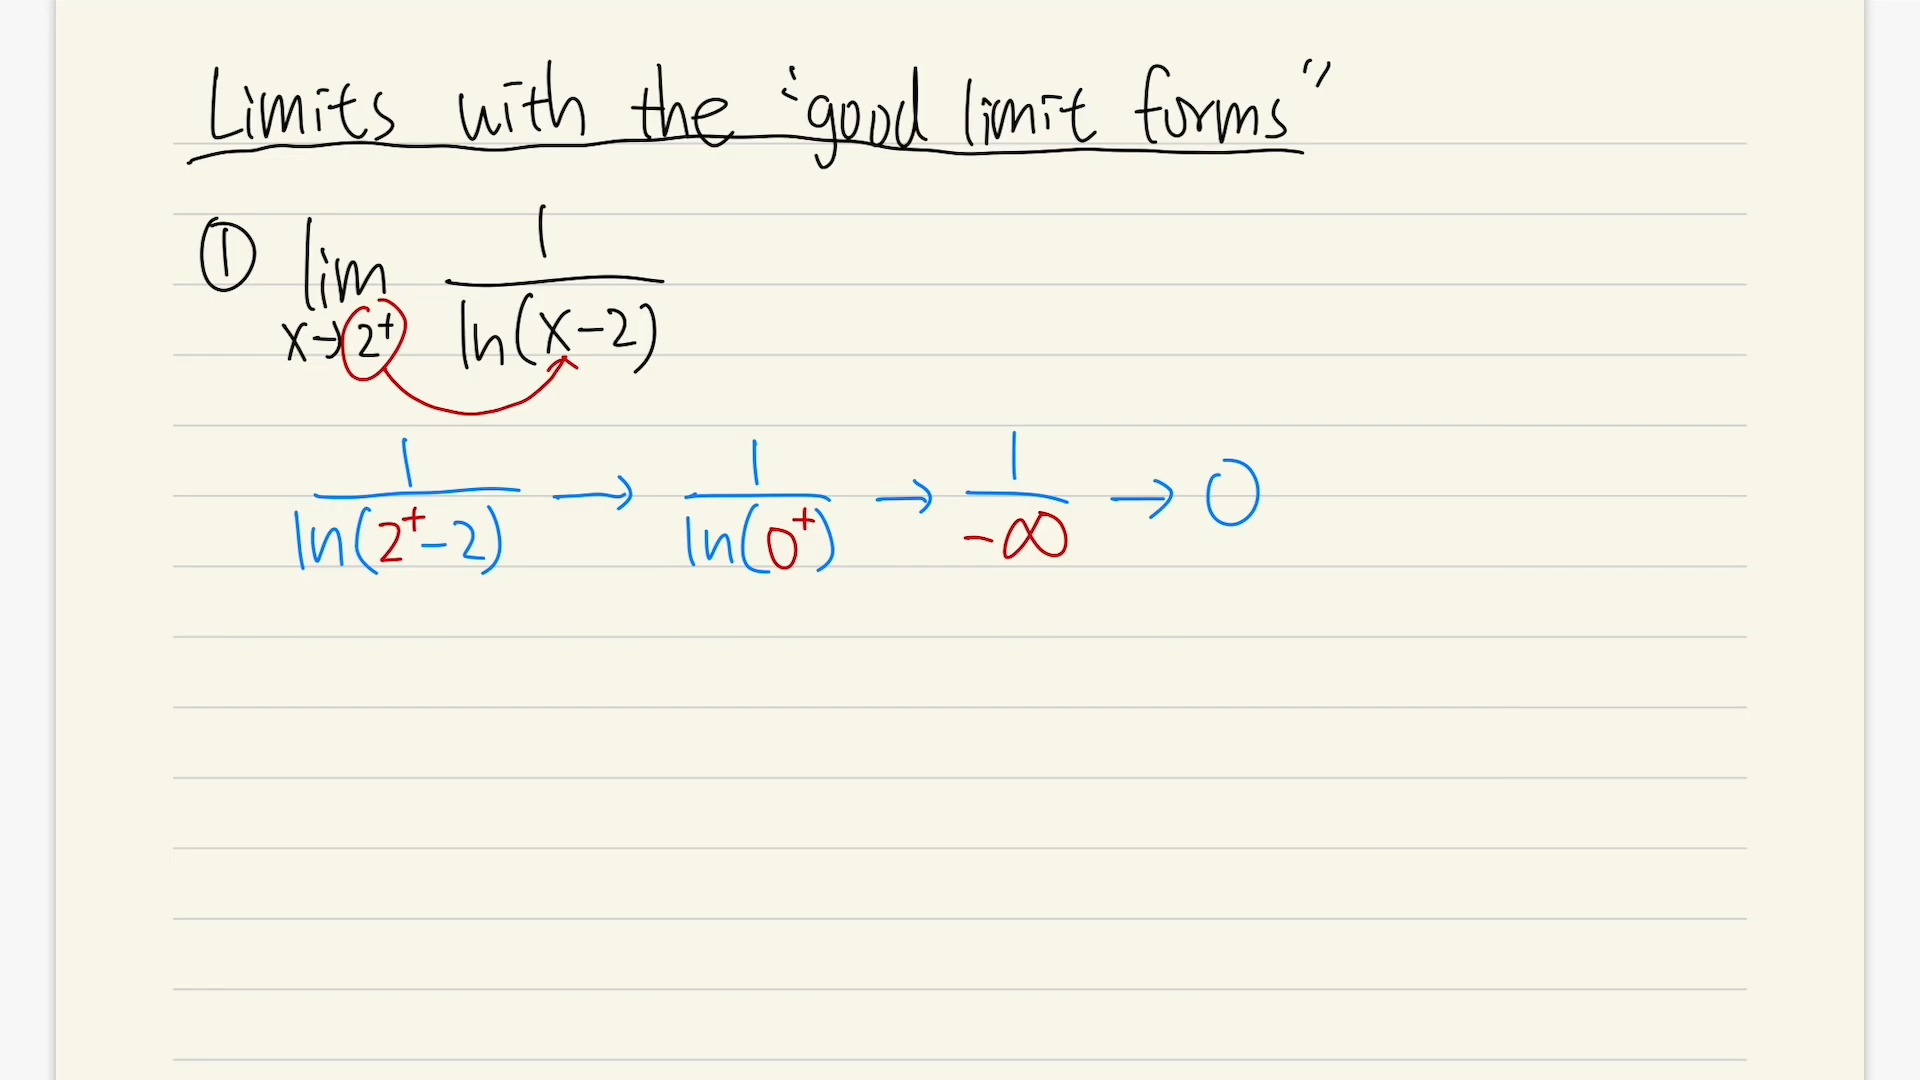 Limits with the "good limit forms"
① lim x→2⁺ 1/ln(x-2)
1/ln(2⁺-2) → 1/ln(0⁺) → 1/-∞ → 0